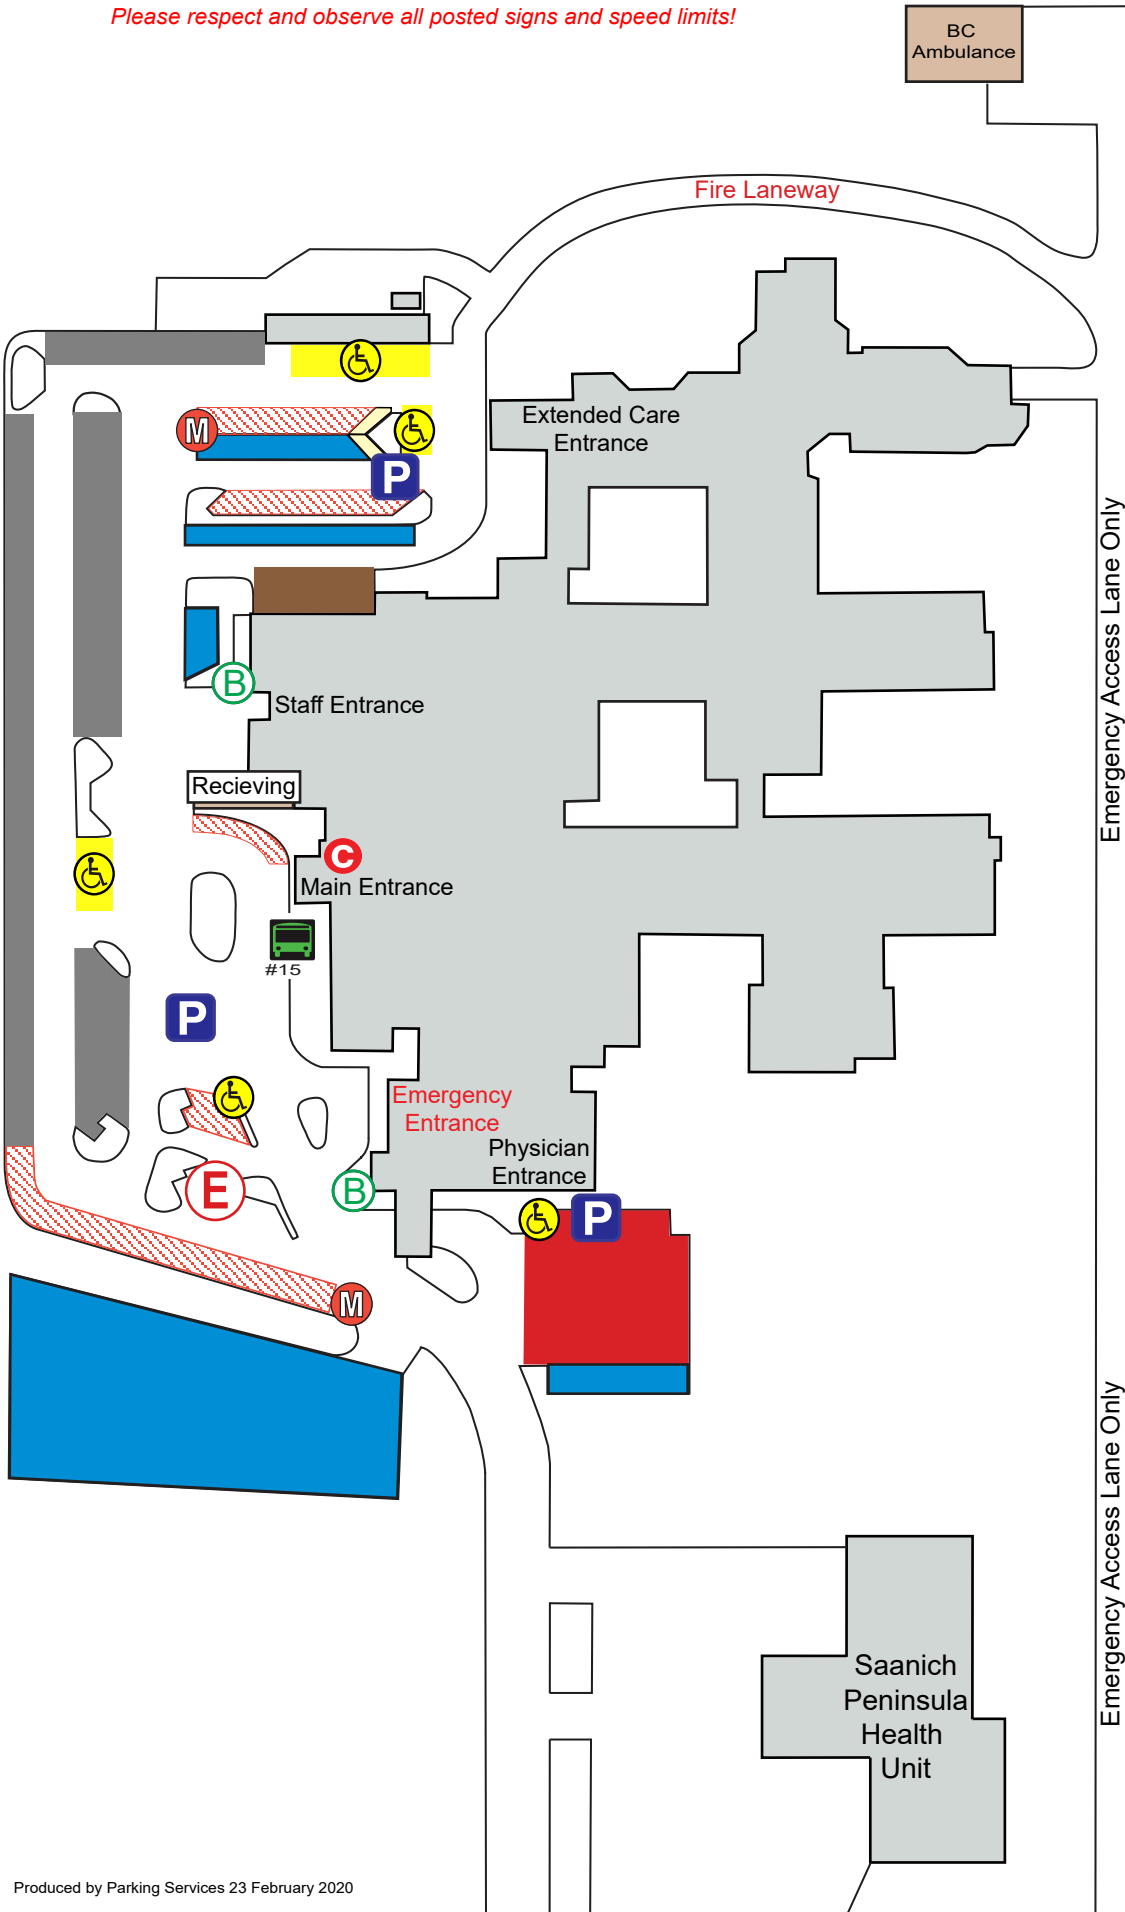 Please respect and observe all posted signs and speed limits!
BC
Ambulance
Fire Laneway
Extended Care
Entrance
M
P
Emergency Access Lane Only
B
Staff Entrance
Recieving
C
Main Entrance
#15
P
Emergency
Entrance
Physician
Entrance
E
B
P
M
Emergency Access Lane Only
Saanich
Peninsula
Health
Unit
Produced by Parking Services 23 February 2020